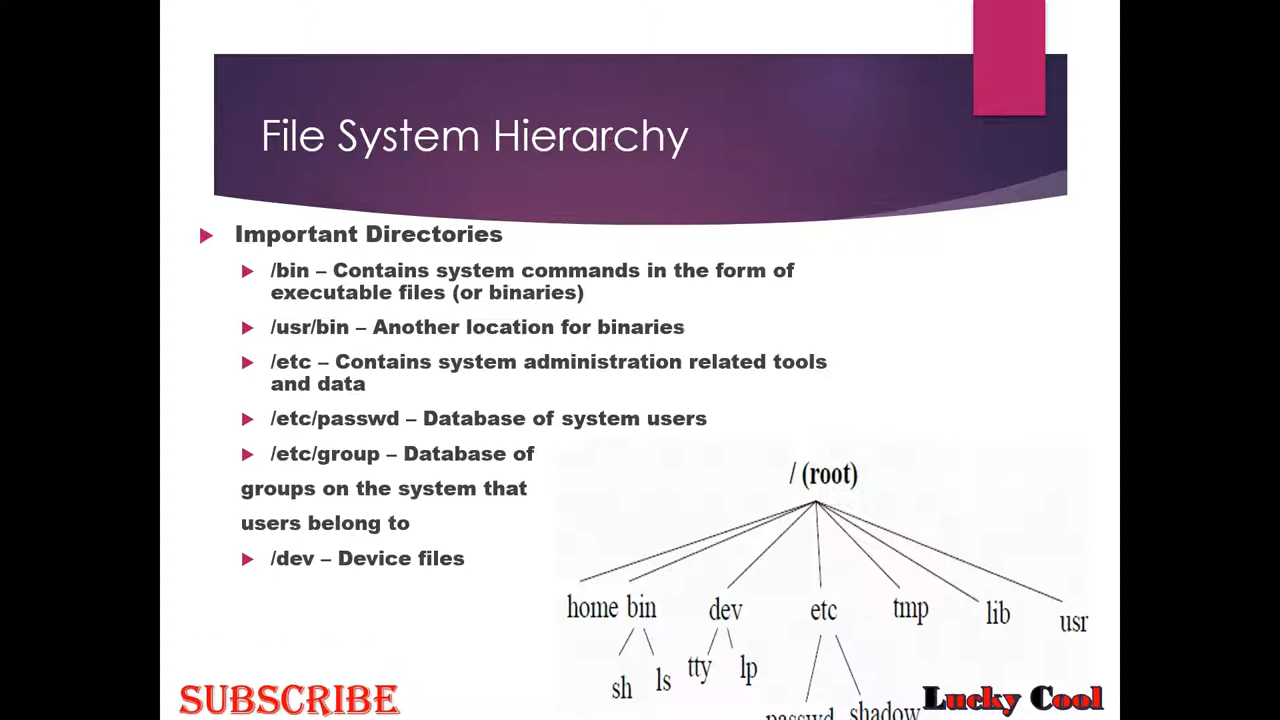 File System Hierarchy
Important Directories
/bin – Contains system commands in the form of
executable files (or binaries)
/usr/bin – Another location for binaries
/etc – Contains system administration related tools
and data
/etc/passwd – Database of system users
/etc/group – Database of
groups on the system that
users belong to
/dev – Device files
/ (root)
home bin dev etc tmp lib usr
sh ls tty lp
passwd shadow
SUBSCRIBE
Lucky Cool